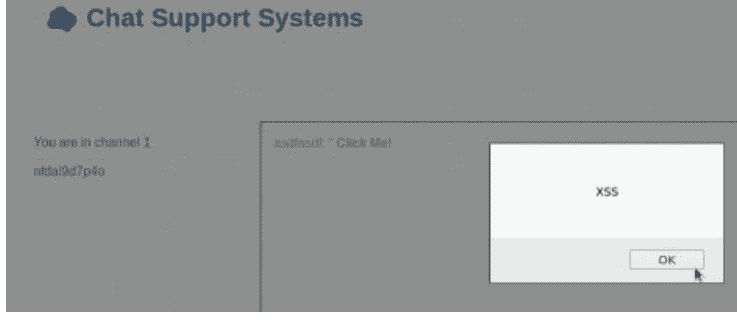 Chat Support Systems
You are in channel 1
* Click Me!
xss
OK